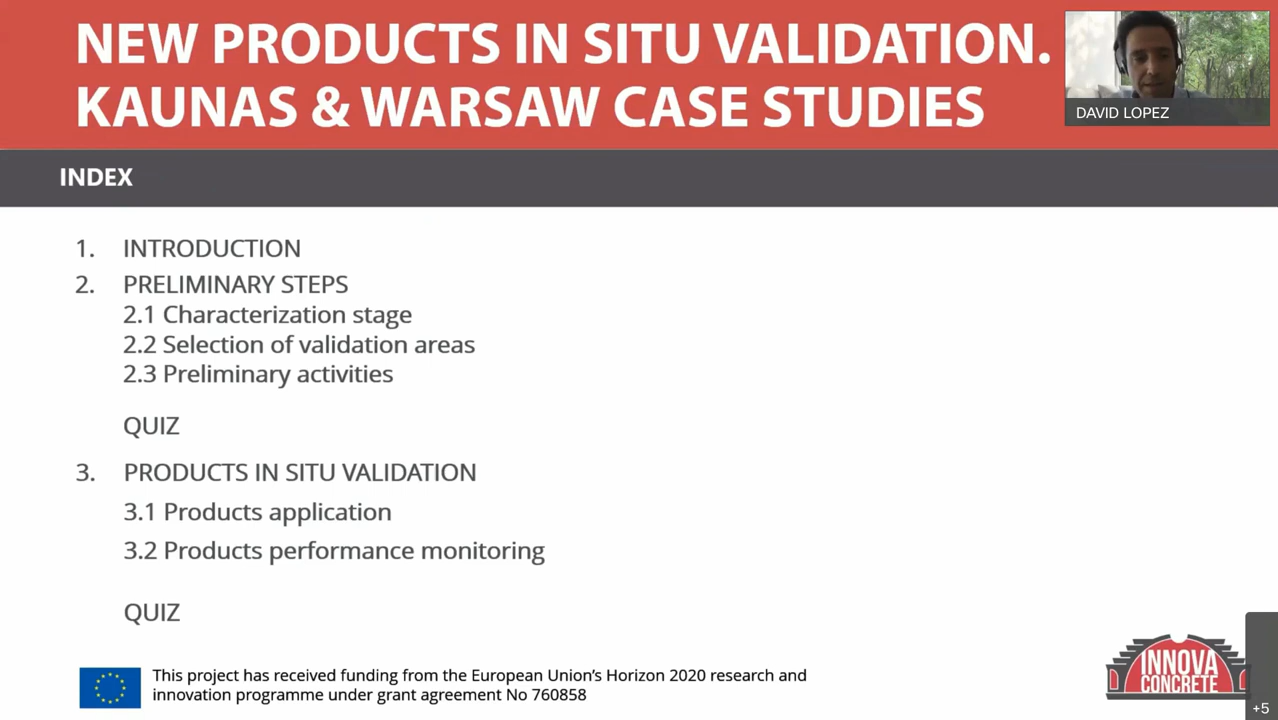 NEW PRODUCTS IN SITU VALIDATION.
KAUNAS & WARSAW CASE STUDIES
DAVID LOPEZ
INDEX
1. INTRODUCTION
2. PRELIMINARY STEPS
2.1 Characterization stage
2.2 Selection of validation areas
2.3 Preliminary activities
QUIZ
3. PRODUCTS IN SITU VALIDATION
3.1 Products application
3.2 Products performance monitoring
QUIZ
This project has received funding from the European Union's Horizon 2020 research and
innovation programme under grant agreement No 760858
INNOVA
CONCRETE
+5